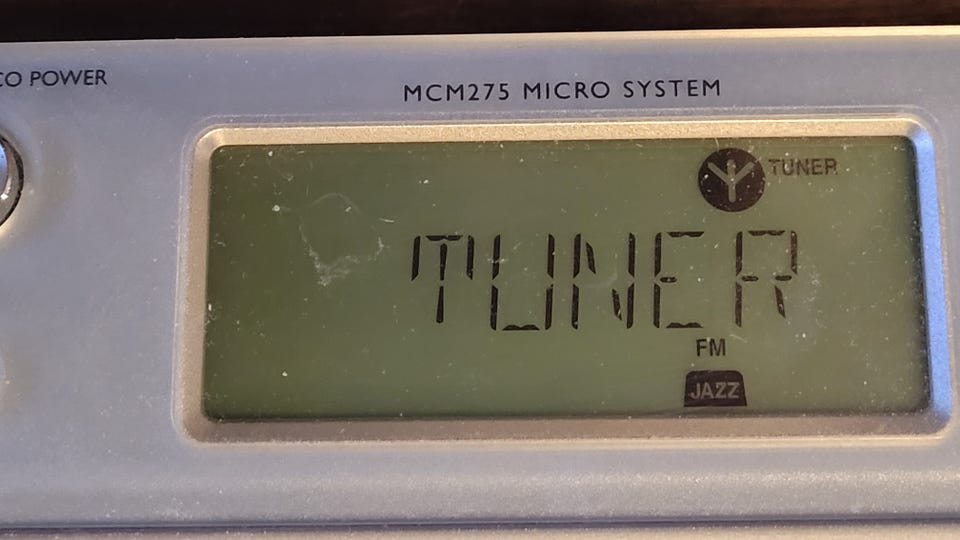 CO POWER
MCM275 MICRO SYSTEM
TUNER
TUNER
FM
JAZZ